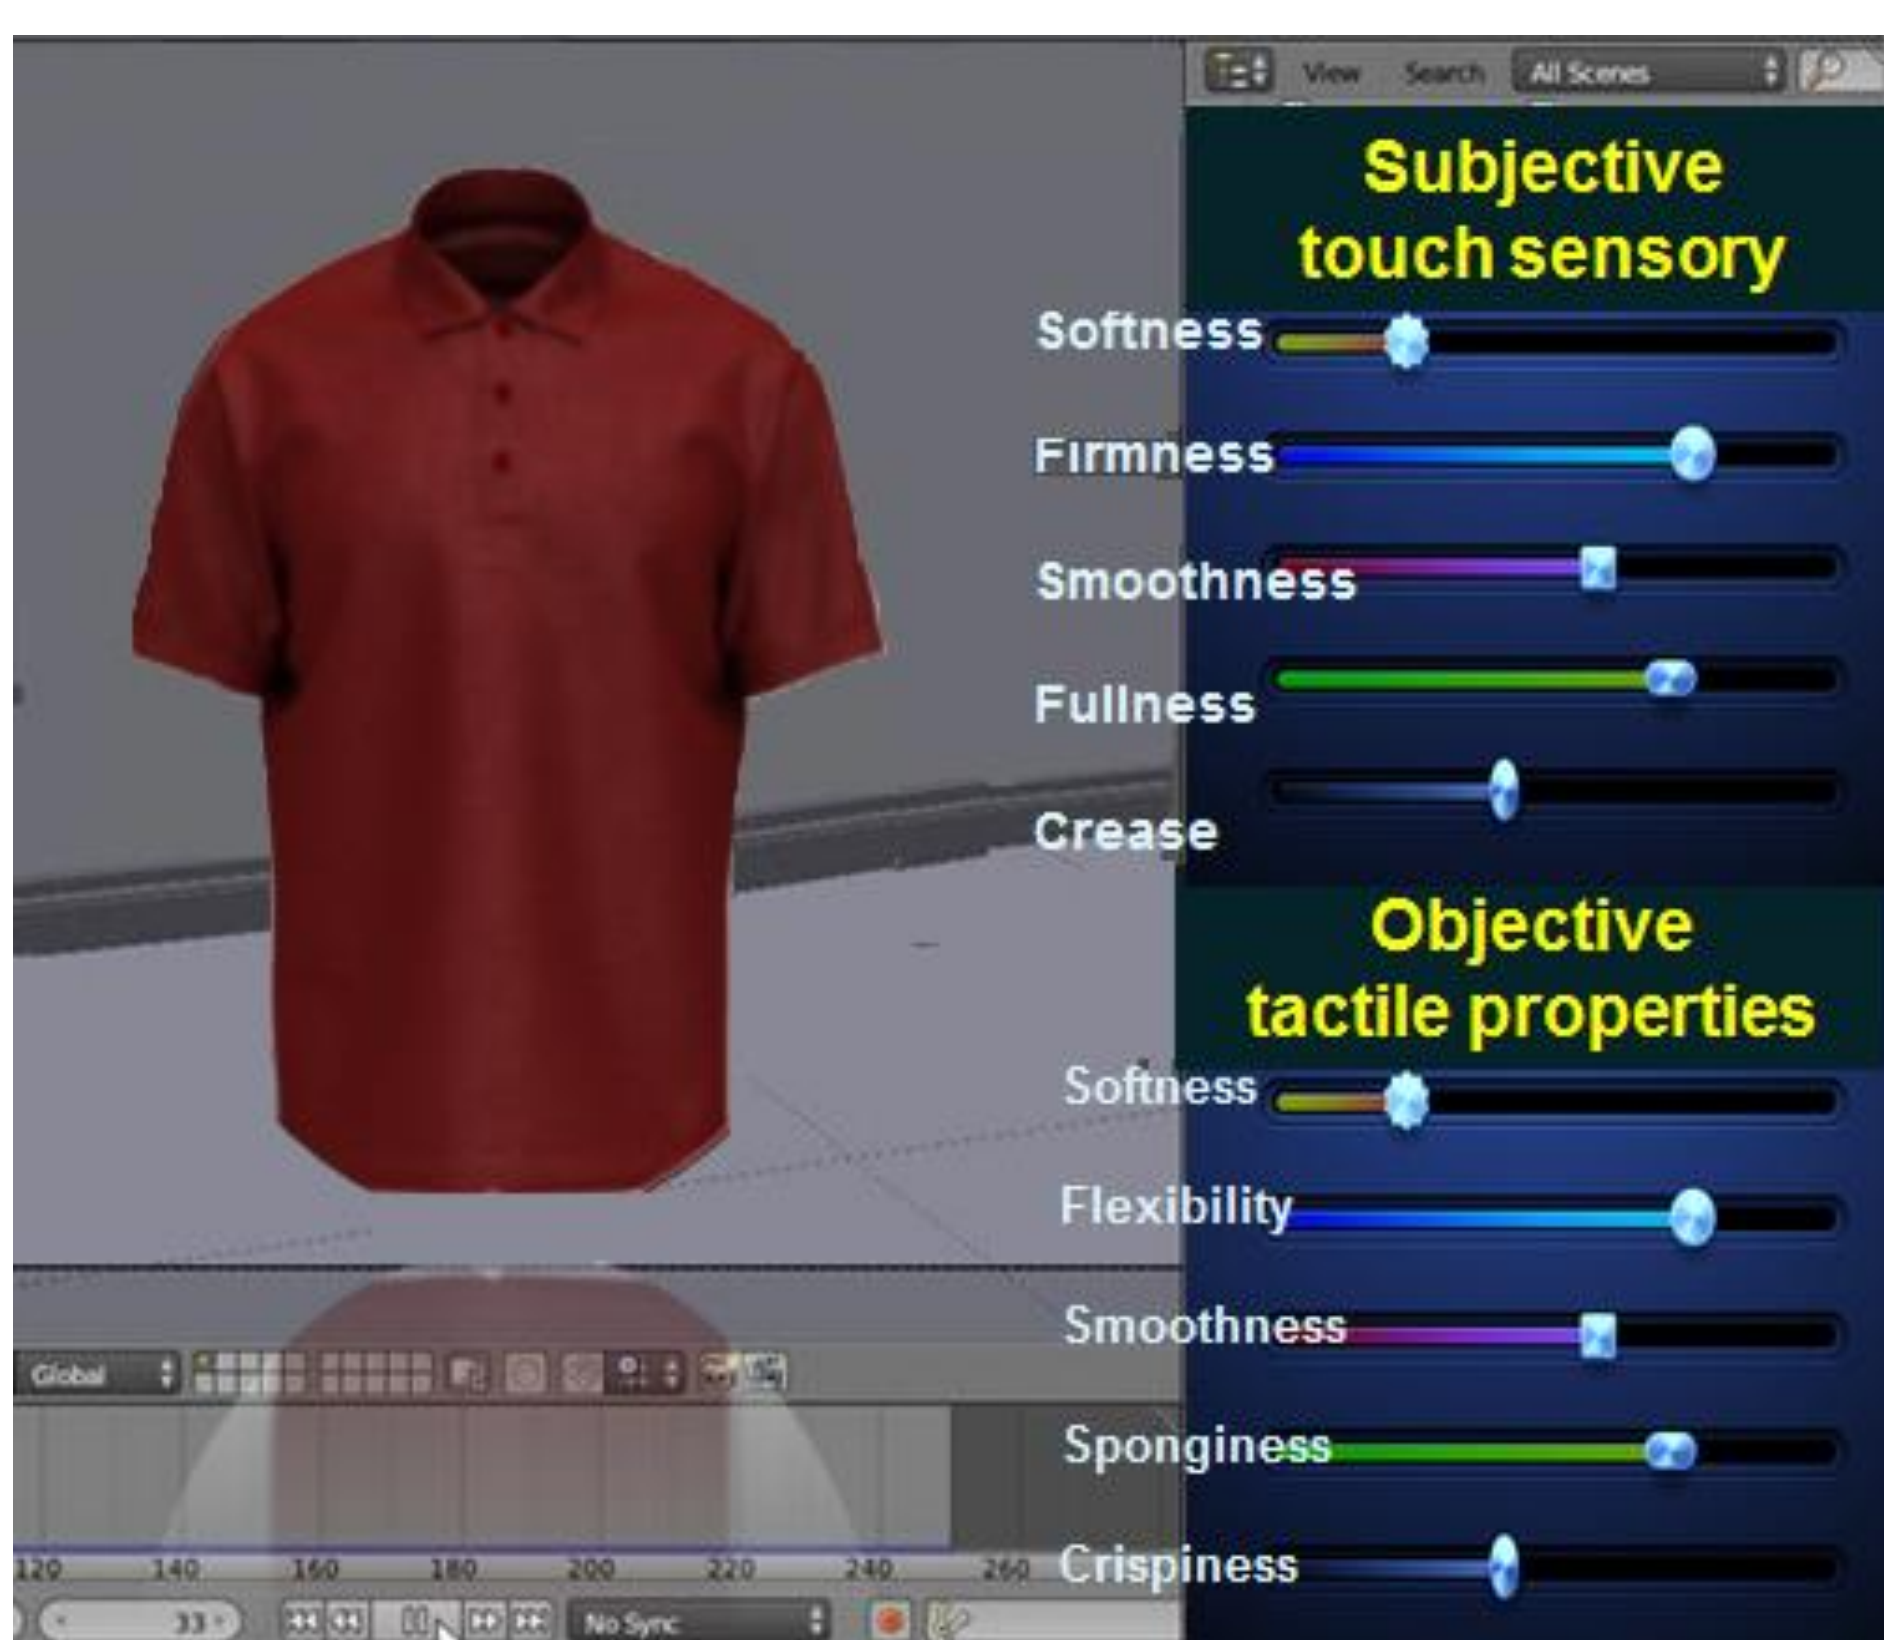 View Search All Scenes
Subjective
touch sensory
Softness
Firmness
Smoothness
Fullness
Crease
Objective
tactile properties
Softness
Flexibility
Smoothness
Sponginess
Crispiness
Global
120 140 160 180 200 220 240 260
33
No Sync